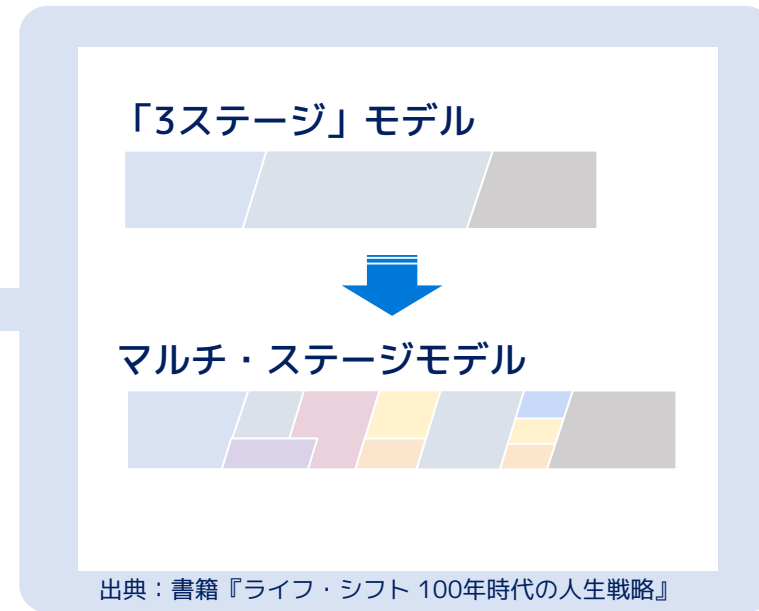 「3ステージ」モデル
マルチ・ステージモデル
出典：書籍『ライフ・シフト 100年時代の人生戦略』